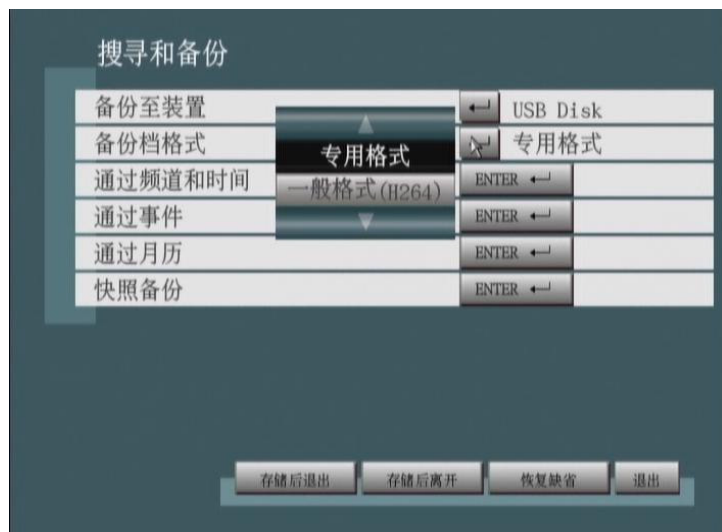 搜寻和备份
备份至装置 USB Disk
备份档格式 专用格式
专用格式
一般格式(H264)
通过频道和时间 ENTER
通过事件 ENTER
通过月历 ENTER
快照备份 ENTER
存储后退出 存储后离开 恢复缺省 退出